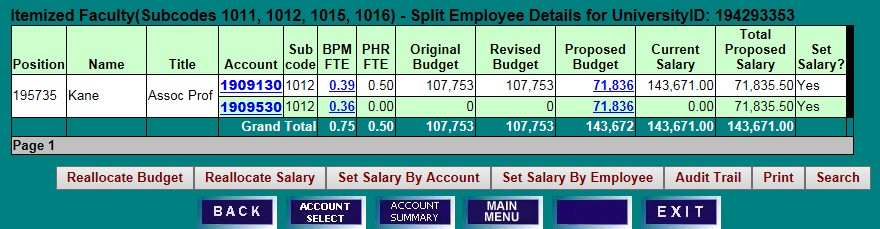 Itemized Faculty(Subcodes 1011, 1012, 1015, 1016) - Split Employee Details for UniversityID: 194293353
Position Name Title Account Sub code BPM FTE PHR FTE Original Budget Revised Budget Proposed Budget Current Salary Total Proposed Salary Set Salary?
195735 Kane Assoc Prof 1909130 1012 0.39 0.50 107,753 107,753 71,836 143,671.00 71,835.50 Yes
1909530 1012 0.36 0.00 0 0 71,836 0.00 71,835.50 Yes
Grand Total 0.75 0.50 107,753 107,753 143,672 143,671.00 143,671.00
Page 1
Reallocate Budget Reallocate Salary Set Salary By Account Set Salary By Employee Audit Trail Print Search
BACK ACCOUNT SELECT ACCOUNT SUMMARY MAIN MENU EXIT